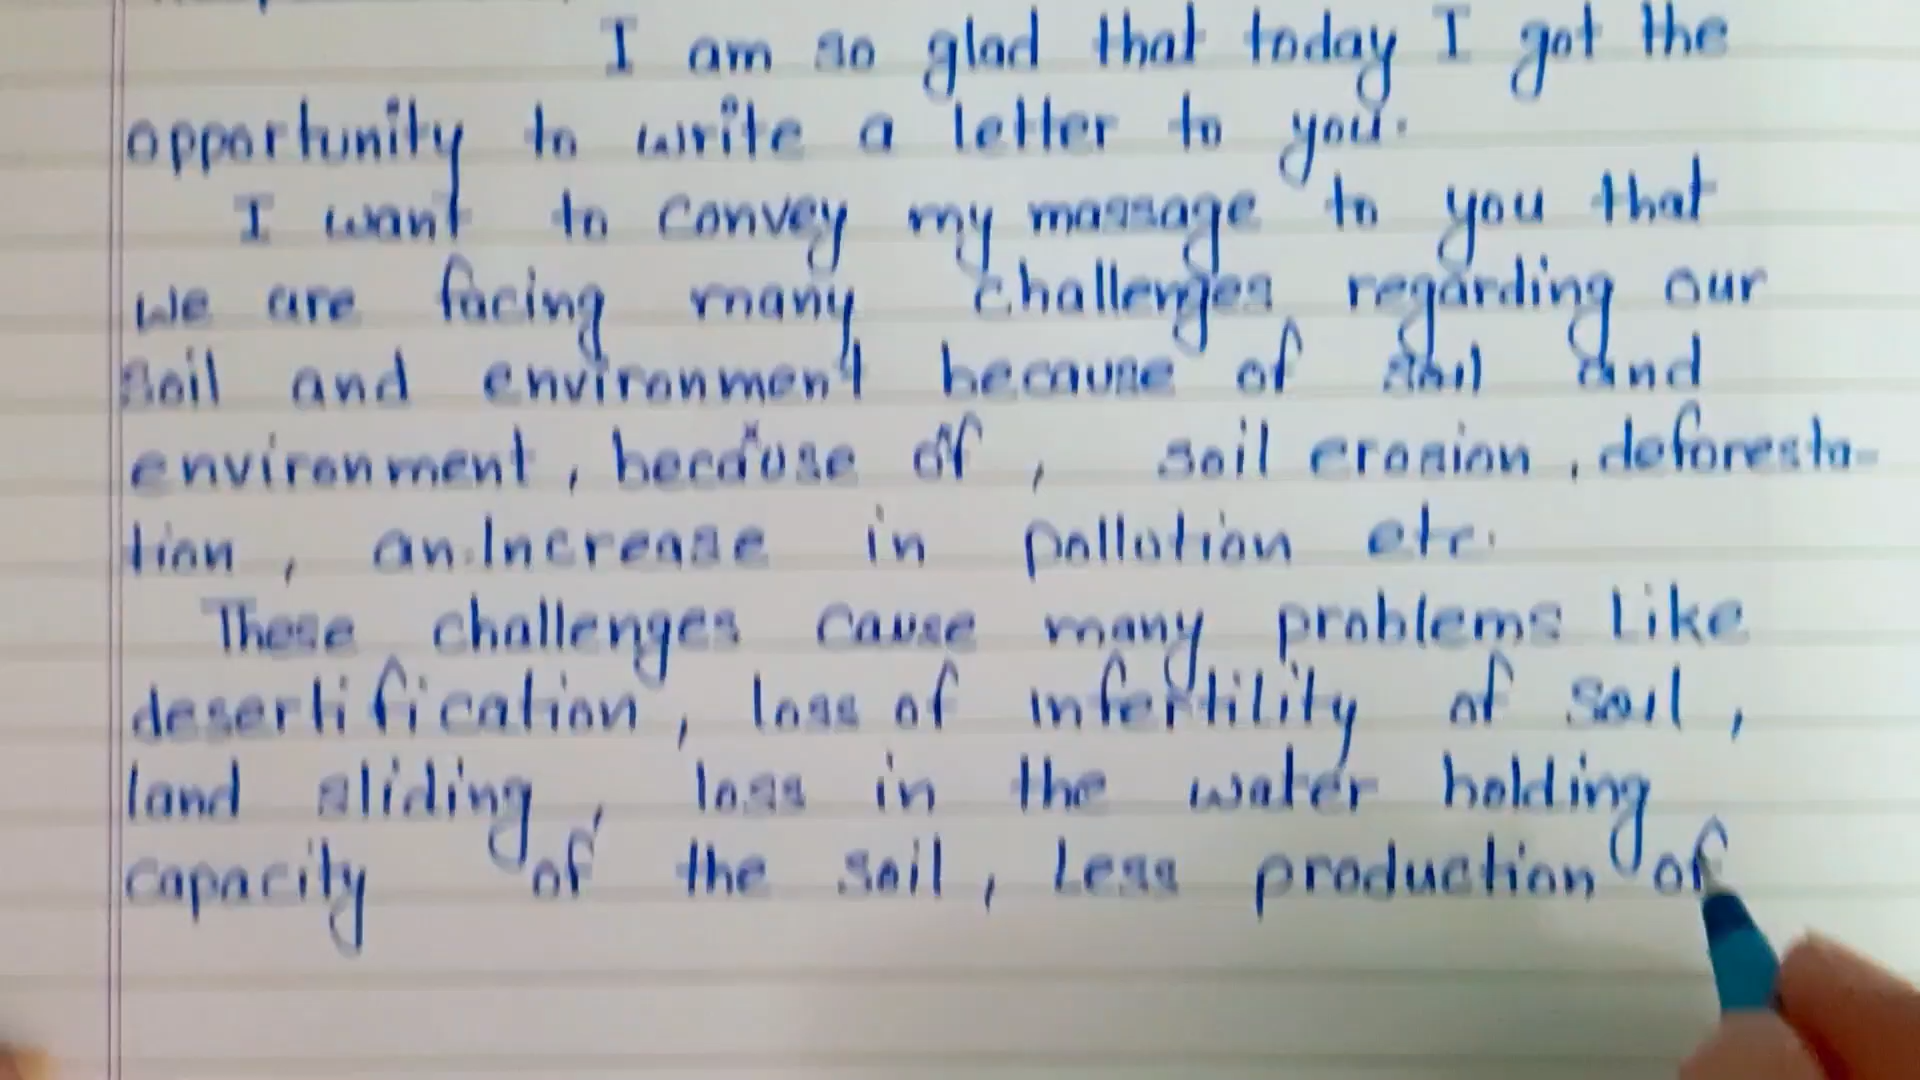 I am so glad that today I got the
opportunity to write a letter to you.
I want to convey my massage to you that
we are facing many challenges regarding our
soil and environment because of soil and
environment, because of, soil erosion, deforesta-
tion, an increase in pollution etc.
These challenges cause many problems like
desertification, loss of infertility of soil,
land sliding, loss in the water holding
capacity of the soil, Less production of